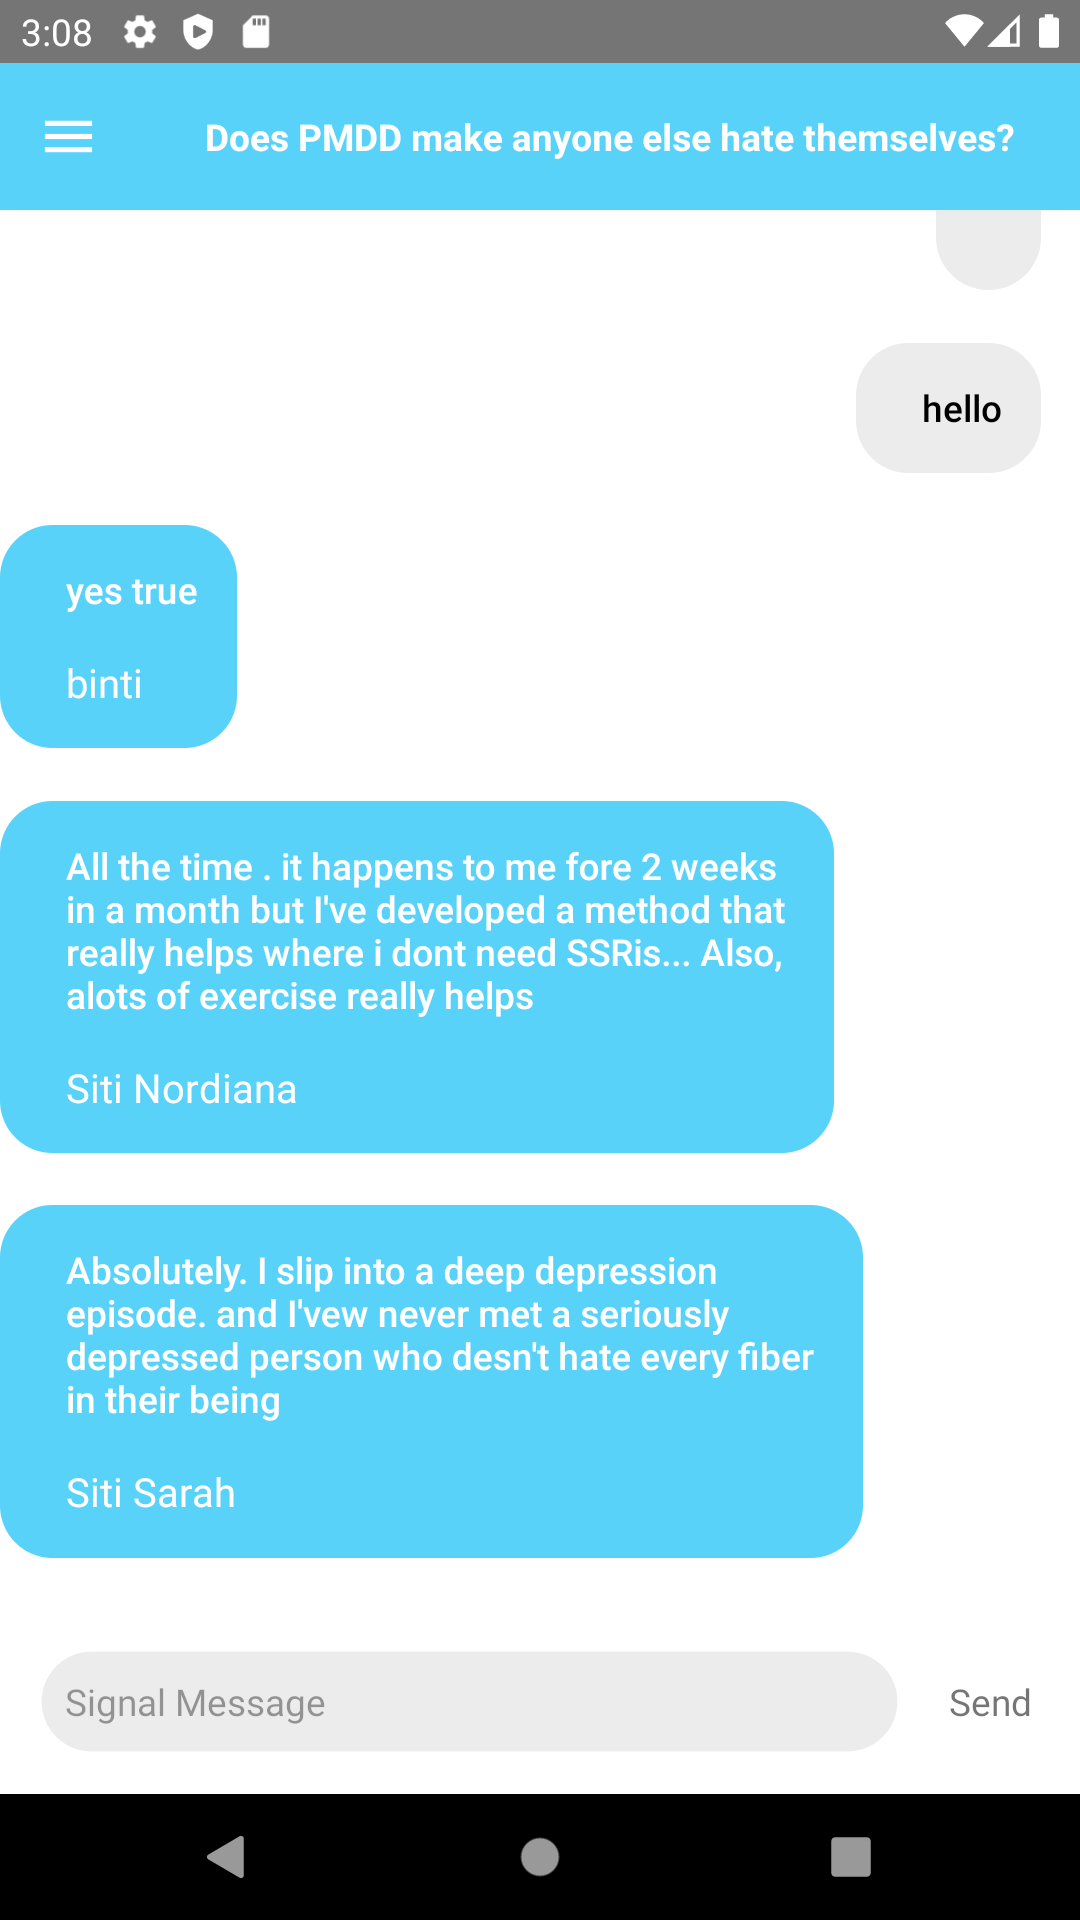 3:08
Does PMDD make anyone else hate themselves?
hello
yes true
binti
All the time . it happens to me fore 2 weeks
in a month but I've developed a method that
really helps where i dont need SSRis... Also,
alots of exercise really helps
Siti Nordiana
Absolutely. I slip into a deep depression
episode. and I'vew never met a seriously
depressed person who desn't hate every fiber
in their being
Siti Sarah
Signal Message
Send